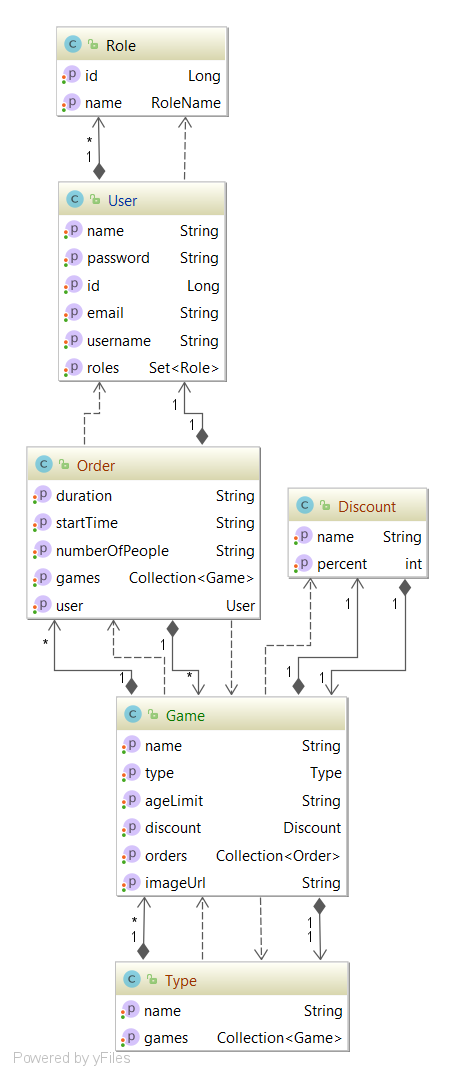 C Role
p id Long
p name RoleName
*
1
C User
p name String
p password String
p id Long
p email String
p username String
p roles Set<Role>
1
1
C Order
p duration String
p startTime String
p numberOfPeople String
p games Collection<Game>
p user User
C Discount
p name String
p percent int
* 1 1 1
1 * 1 1
C Game
p name String
p type Type
p ageLimit String
p discount Discount
p orders Collection<Order>
p imageUrl String
* 1
1 1
C Type
p name String
p games Collection<Game>
Powered by yFiles